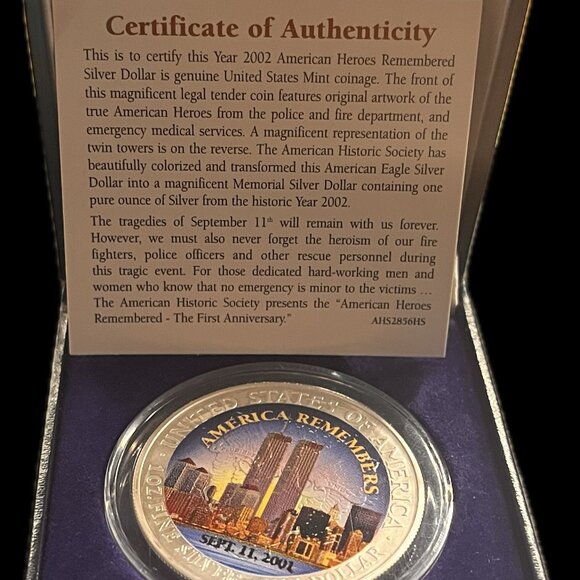 Certificate of Authenticity
This is to certify this Year 2002 American Heroes Remembered
Silver Dollar is genuine United States Mint coinage. The front of
this magnificent legal tender coin features original artwork of the
true American Heroes from the police and fire department, and
emergency medical services. A magnificent representation of the
twin towers is on the reverse. The American Historic Society has
beautifully colorized and transformed this American Eagle Silver
Dollar into a magnificent Memorial Silver Dollar containing one
pure ounce of Silver from the historic Year 2002.
The tragedies of September 11th will remain with us forever.
However, we must also never forget the heroism of our fire
fighters, police officers and other rescue personnel during
this tragic event. For those dedicated hard-working men and
women who know that no emergency is minor to the victims ...
The American Historic Society presents the "American Heroes
Remembered - The First Anniversary."
AHS2856HS
UNITED STATES OF AMERICA
AMERICA REMEMBERS
SEPT. 11, 2001
1 OZ. FINE SILVER DOLLAR